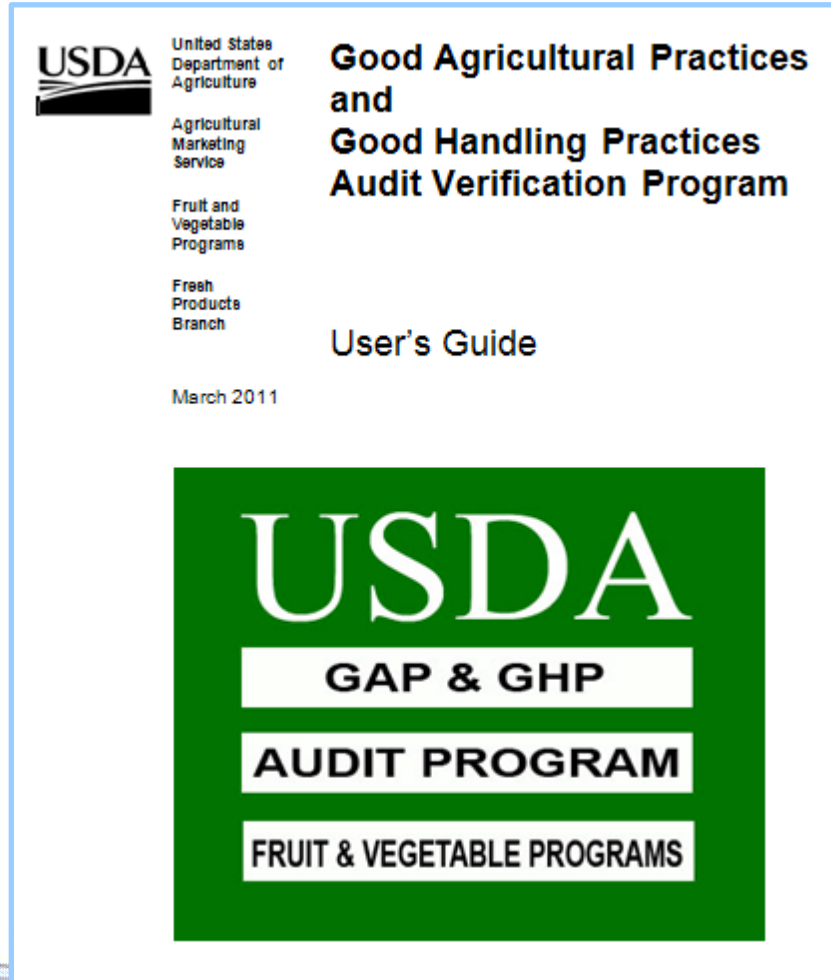 USDA
United States
Department of
Agriculture
Agricultural
Marketing
Service
Fruit and
Vegetable
Programs
Fresh
Products
Branch
March 2011
Good Agricultural Practices
and
Good Handling Practices
Audit Verification Program
User's Guide
USDA
GAP & GHP
AUDIT PROGRAM
FRUIT & VEGETABLE PROGRAMS